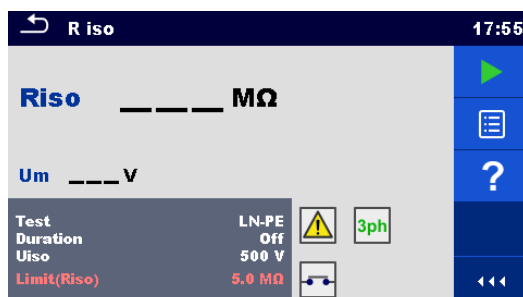 R iso 17:55
Riso ___ MΩ
Um ___ V
Test LN-PE
Duration Off
Uiso 500 V
Limit(Riso) 5.0 MΩ
3ph
?